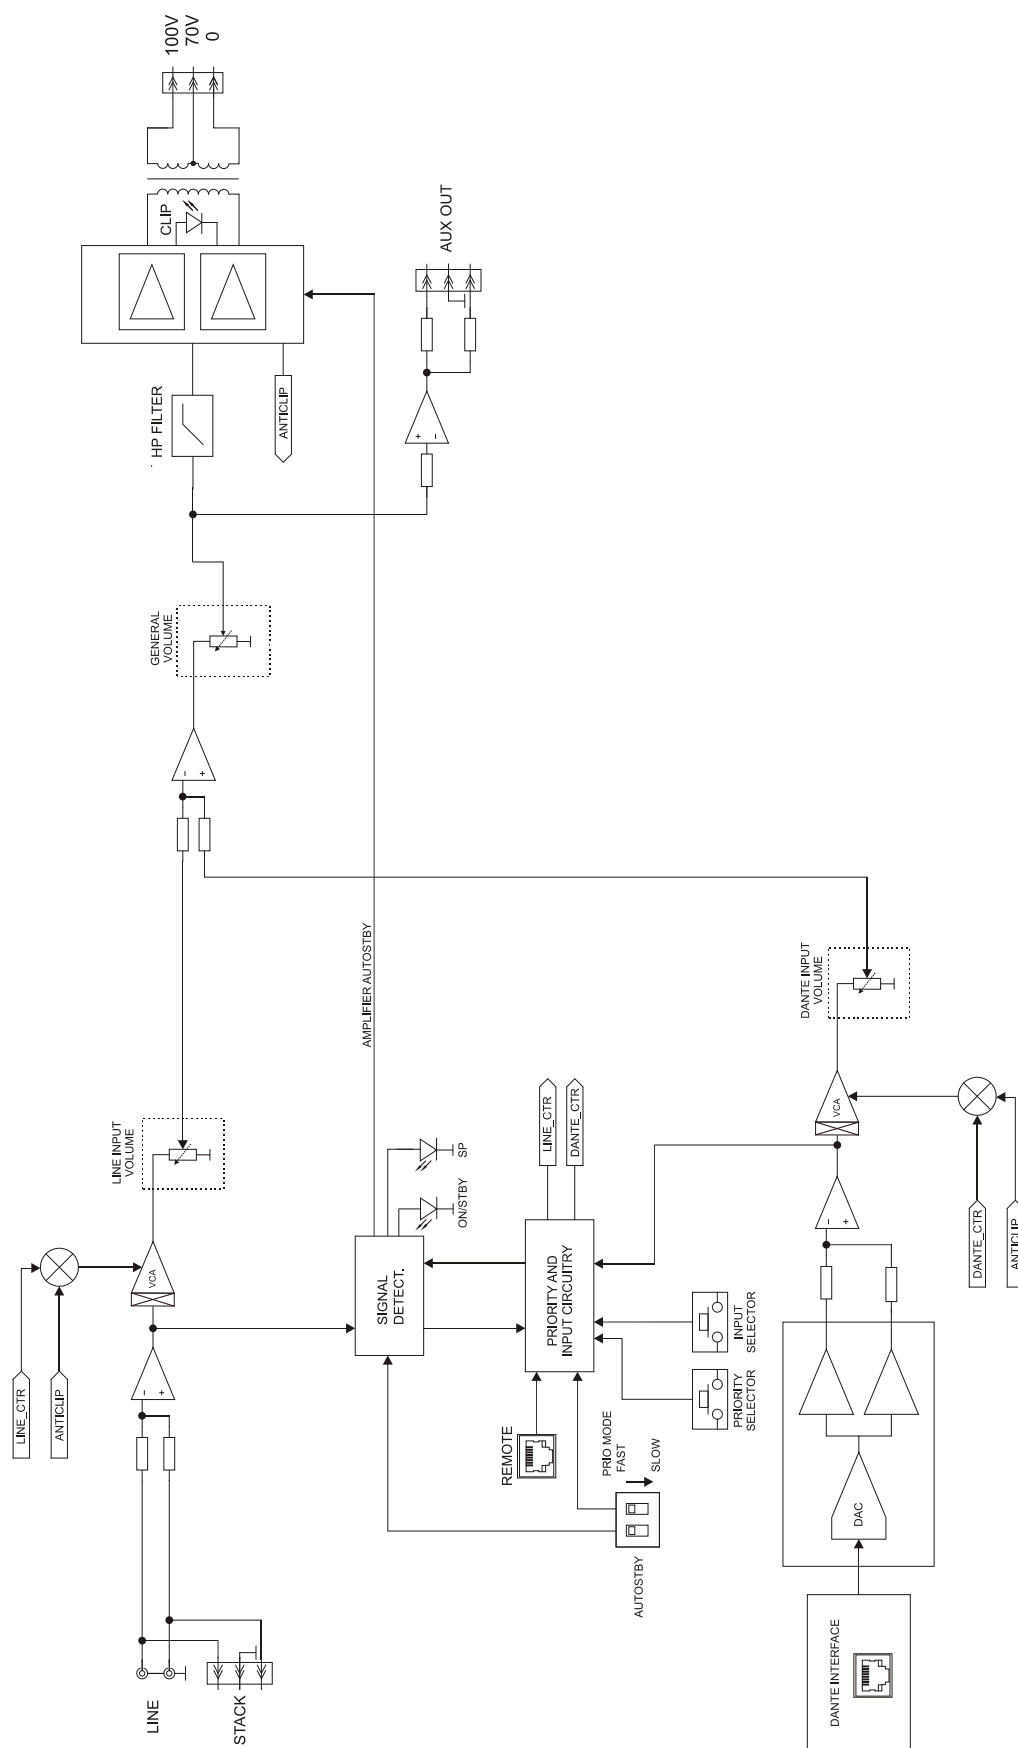 100V
70V
0
CLIP
AUX OUT
HP FILTER
ANTICLIP
+
-
GENERAL
VOLUME
-
+
AMPLIFIER AUTOSTBY
DANTE INPUT
VOLUME
LINE INPUT
VOLUME
VCA
LINE_CTR
DANTE_CTR
SP
ON/STBY
VCA
SIGNAL
DETECT.
PRIORITY AND
INPUT CIRCUITRY
-
+
DANTE_CTR
ANTICLIP
LINE_CTR
ANTICLIP
-
+
INPUT
SELECTOR
PRIORITY
SELECTOR
REMOTE
PRIO MODE
FAST
SLOW
DAC
AUTOSTBY
LINE
STACK
DANTE INTERFACE